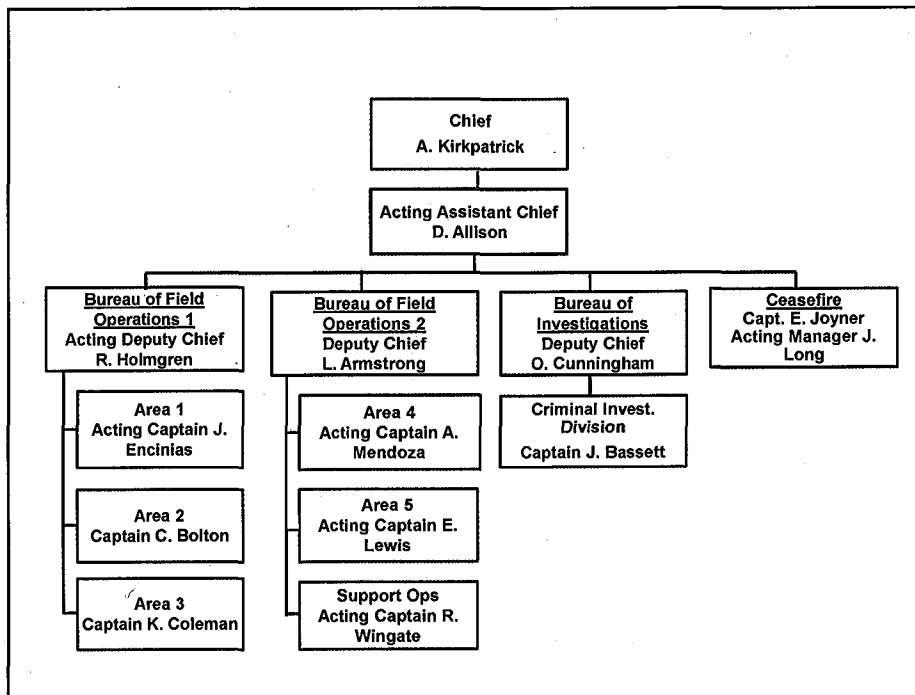 Chief
A. Kirkpatrick
Acting Assistant Chief
D. Allison
Bureau of Field
Operations 1
Acting Deputy Chief
R. Holmgren
Bureau of Field
Operations 2
Deputy Chief
L. Armstrong
Bureau of
Investigations
Deputy Chief
O. Cunningham
Ceasefire
Capt. E. Joyner
Acting Manager J.
Long
Area 1
Acting Captain J.
Encinias
Area 4
Acting Captain A.
Mendoza
Criminal Invest.
Division
Captain J. Bassett
Area 2
Captain C. Bolton
Area 5
Acting Captain E.
Lewis
Area 3
Captain K. Coleman
Support Ops
Acting Captain R.
Wingate